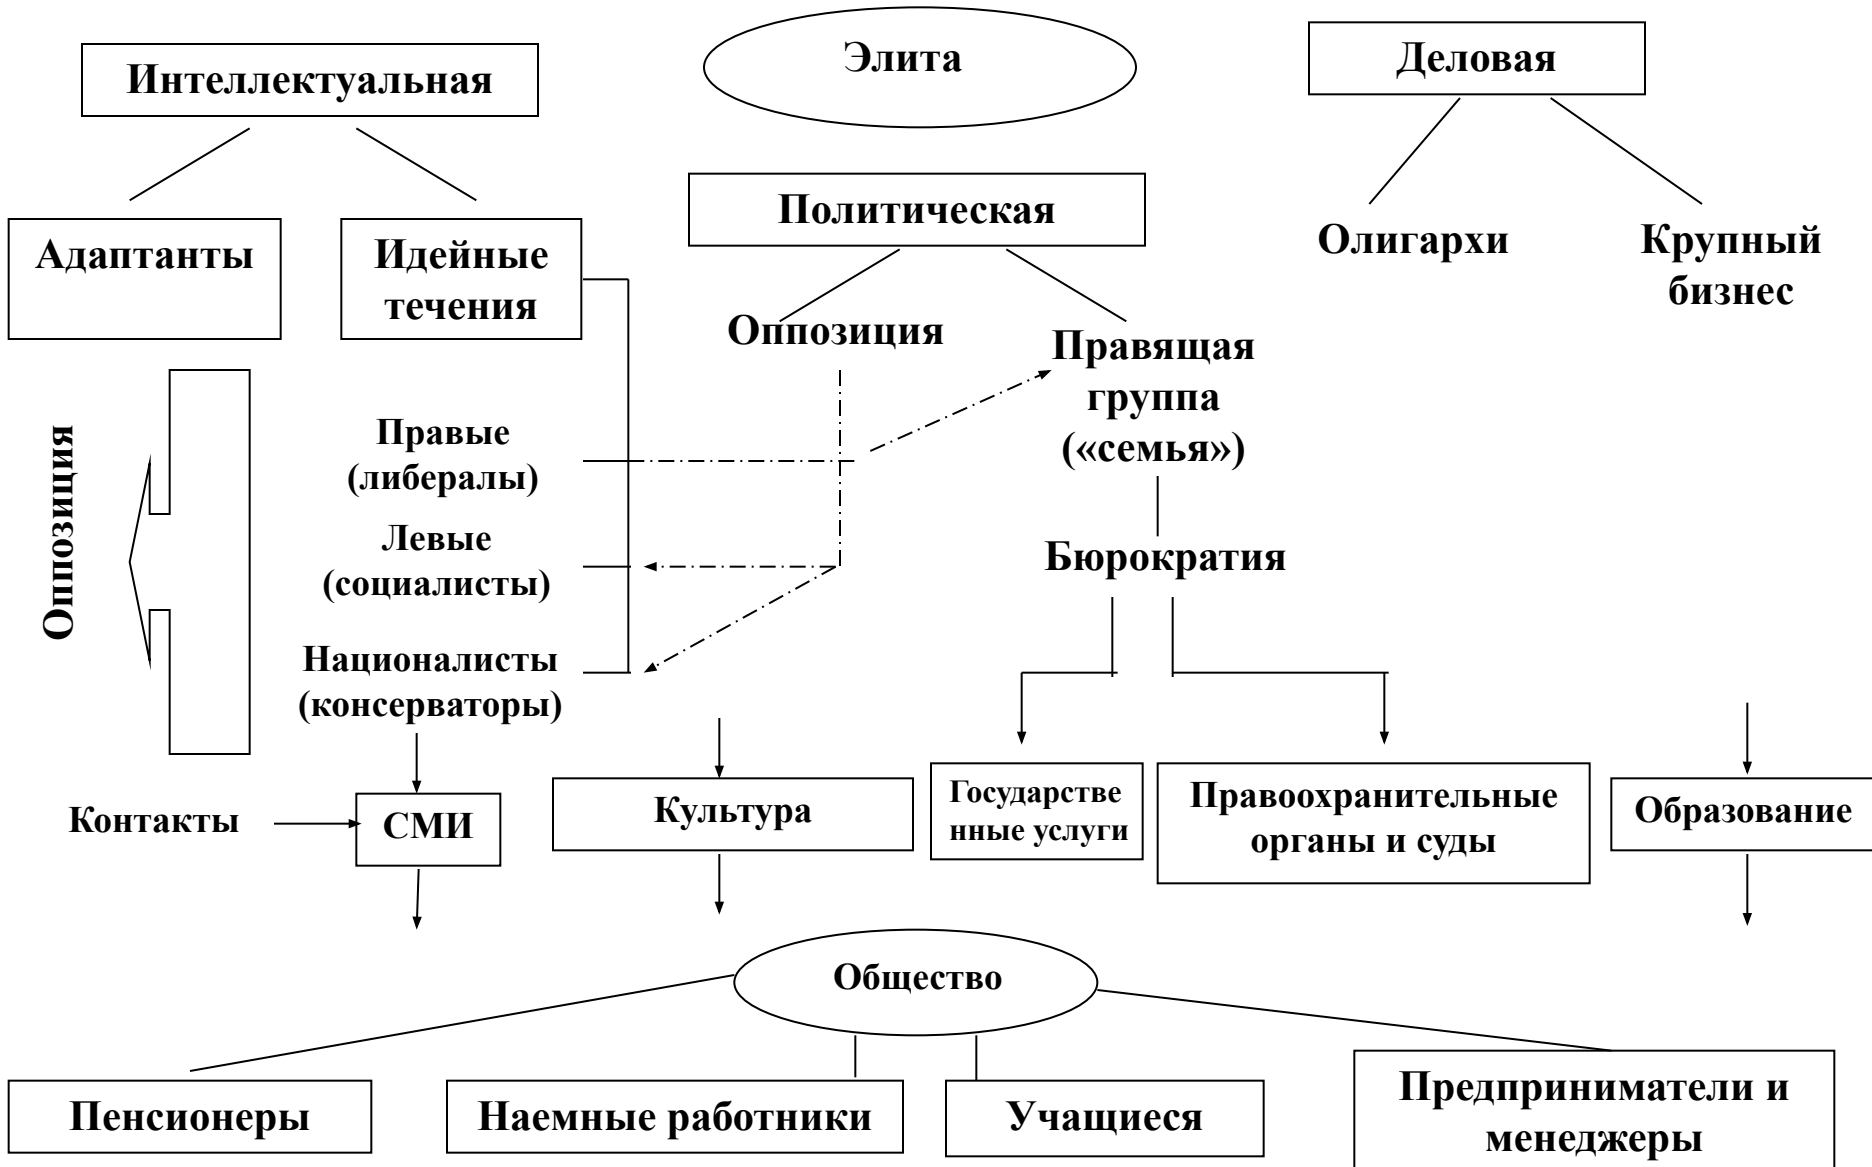 Элита
Интеллектуальная
Деловая
Политическая
Адаптанты
Идейные
течения
Олигархи
Крупный
бизнес
Оппозиция
Правящая
группа
(«семья»)
Оппозиция
Правые
(либералы)
Левые
(социалисты)
Бюрократия
Националисты
(консерваторы)
Контакты
СМИ
Культура
Государстве
нные услуги
Правоохранительные
органы и суды
Образование
Общество
Пенсионеры
Наемные работники
Учащиеся
Предприниматели и
менеджеры